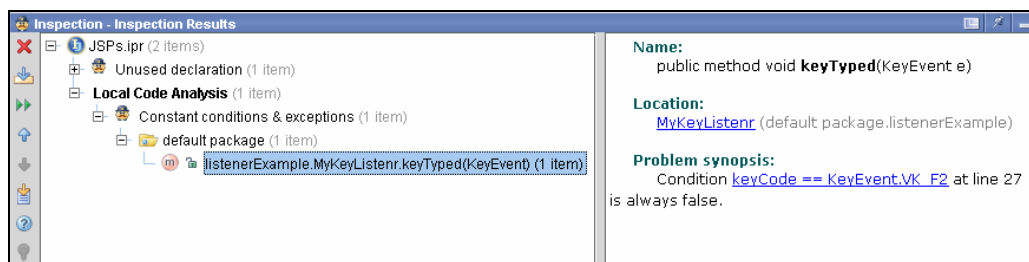 Inspection - Inspection Results
JSPs.ipr (2 items)
Unused declaration (1 item)
Local Code Analysis (1 item)
Constant conditions & exceptions (1 item)
default package (1 item)
m listenerExample.MyKeyListenr.keyTyped(KeyEvent) (1 item)
Name:
public method void keyTyped(KeyEvent e)
Location:
MyKeyListenr (default package.listenerExample)
Problem synopsis:
Condition keyCode == KeyEvent.VK_F2 at line 27
is always false.